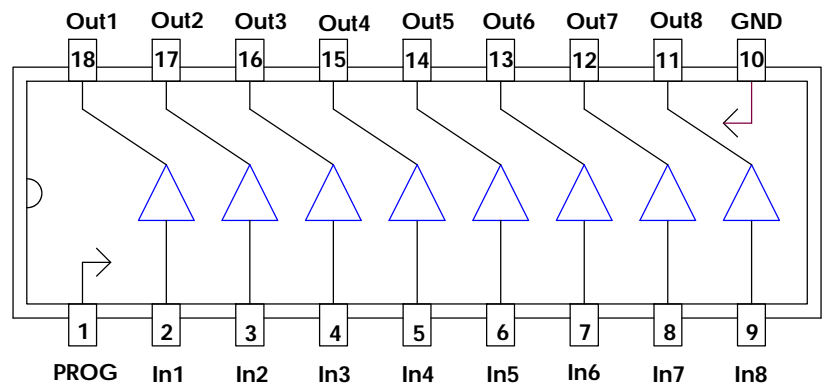 Out1 Out2 Out3 Out4 Out5 Out6 Out7 Out8 GND
18 17 16 15 14 13 12 11 10
1 2 3 4 5 6 7 8 9
PROG In1 In2 In3 In4 In5 In6 In7 In8